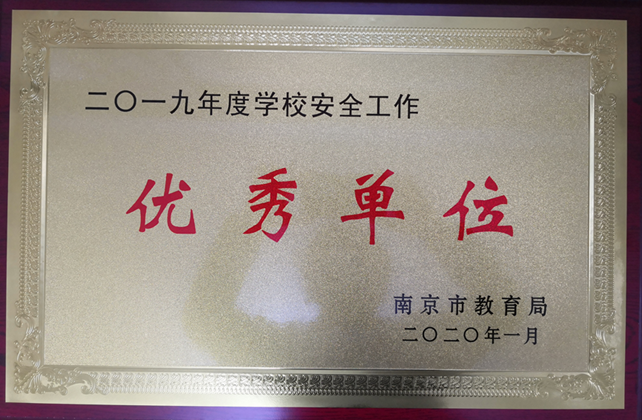 二〇一九年度学校安全工作
优秀单位
南京市教育局
二〇二〇年一月